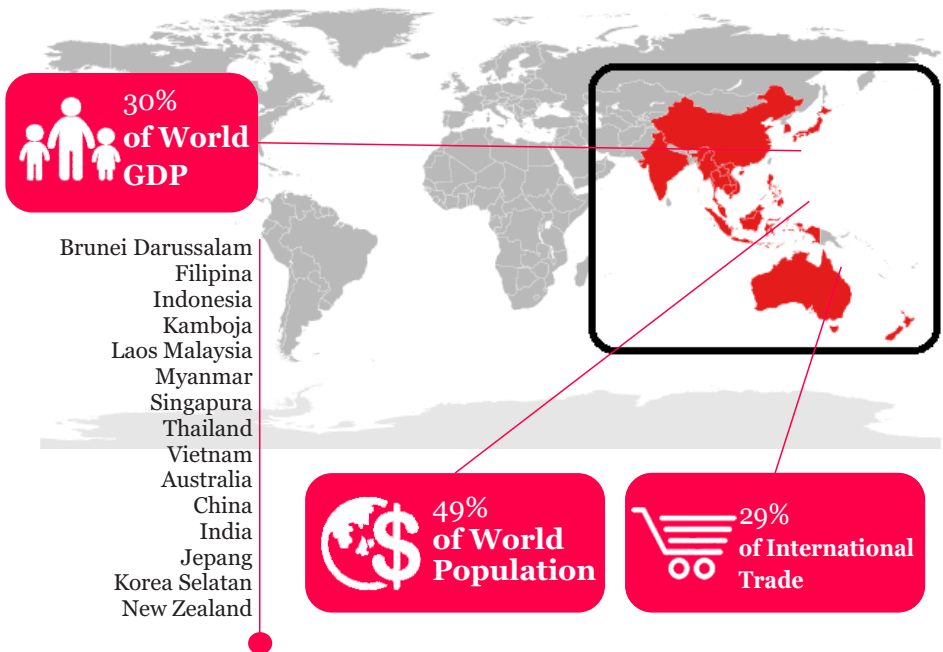 30%
of World
GDP
Brunei Darussalam
Filipina
Indonesia
Kamboja
Laos Malaysia
Myanmar
Singapura
Thailand
Vietnam
Australia
China
India
Jepang
Korea Selatan
New Zealand
$
49%
of World
Population
29%
of International
Trade